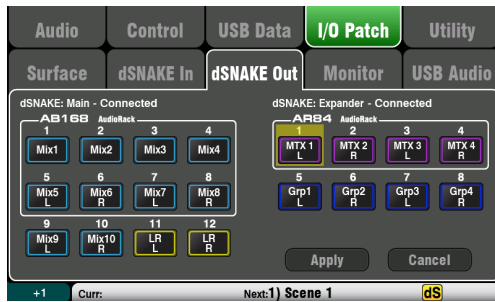 Audio Control USB Data I/O Patch Utility
Surface dSNAKE In dSNAKE Out Monitor USB Audio
dSNAKE: Main - Connected dSNAKE: Expander - Connected
AB168 AudioRack AR84 AudioRack
1 2 3 4 1 2 3 4
Mix1 Mix2 Mix3 Mix4 MTX 1 L MTX 2 R MTX 3 L MTX 4 R
5 6 7 8 5 6 7 8
Mix5 L Mix6 R Mix7 L Mix8 R Grp1 L Grp2 R Grp3 L Grp4 R
9 10 11 12
Mix9 L Mix10 R LR L LR R
Apply Cancel
+1 Curr: Next:1) Scene 1 dS